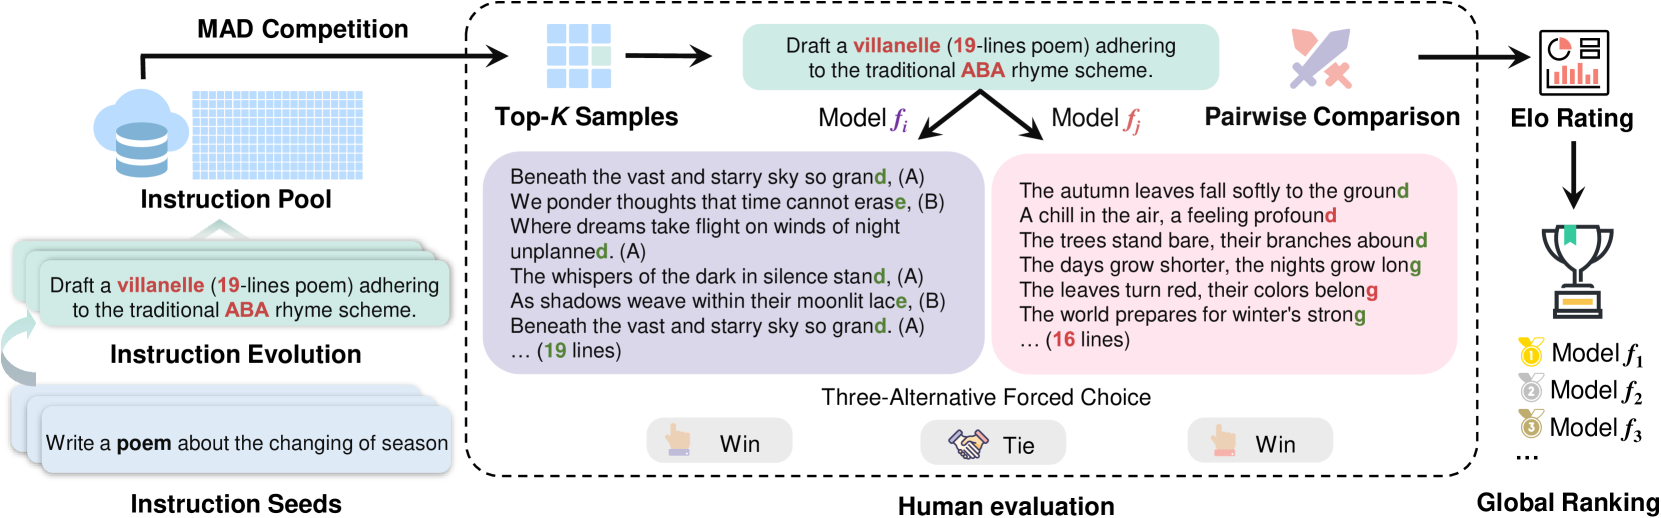 MAD Competition
Instruction Pool
Draft a villanelle (19-lines poem) adhering
to the traditional ABA rhyme scheme.
Instruction Evolution
Write a poem about the changing of season
Instruction Seeds
Top-K Samples
Draft a villanelle (19-lines poem) adhering
to the traditional ABA rhyme scheme.
Model fi
Model fj
Pairwise Comparison
Beneath the vast and starry sky so grand, (A)
We ponder thoughts that time cannot erase, (B)
Where dreams take flight on winds of night
unplanned. (A)
The whispers of the dark in silence stand, (A)
As shadows weave within their moonlit lace, (B)
Beneath the vast and starry sky so grand. (A)
… (19 lines)
The autumn leaves fall softly to the ground
A chill in the air, a feeling profound
The trees stand bare, their branches abound
The days grow shorter, the nights grow long
The leaves turn red, their colors belong
The world prepares for winter's strong
… (16 lines)
Three-Alternative Forced Choice
Win
Tie
Win
Human evaluation
Elo Rating
1 Model f1
2 Model f2
3 Model f3
...
Global Ranking